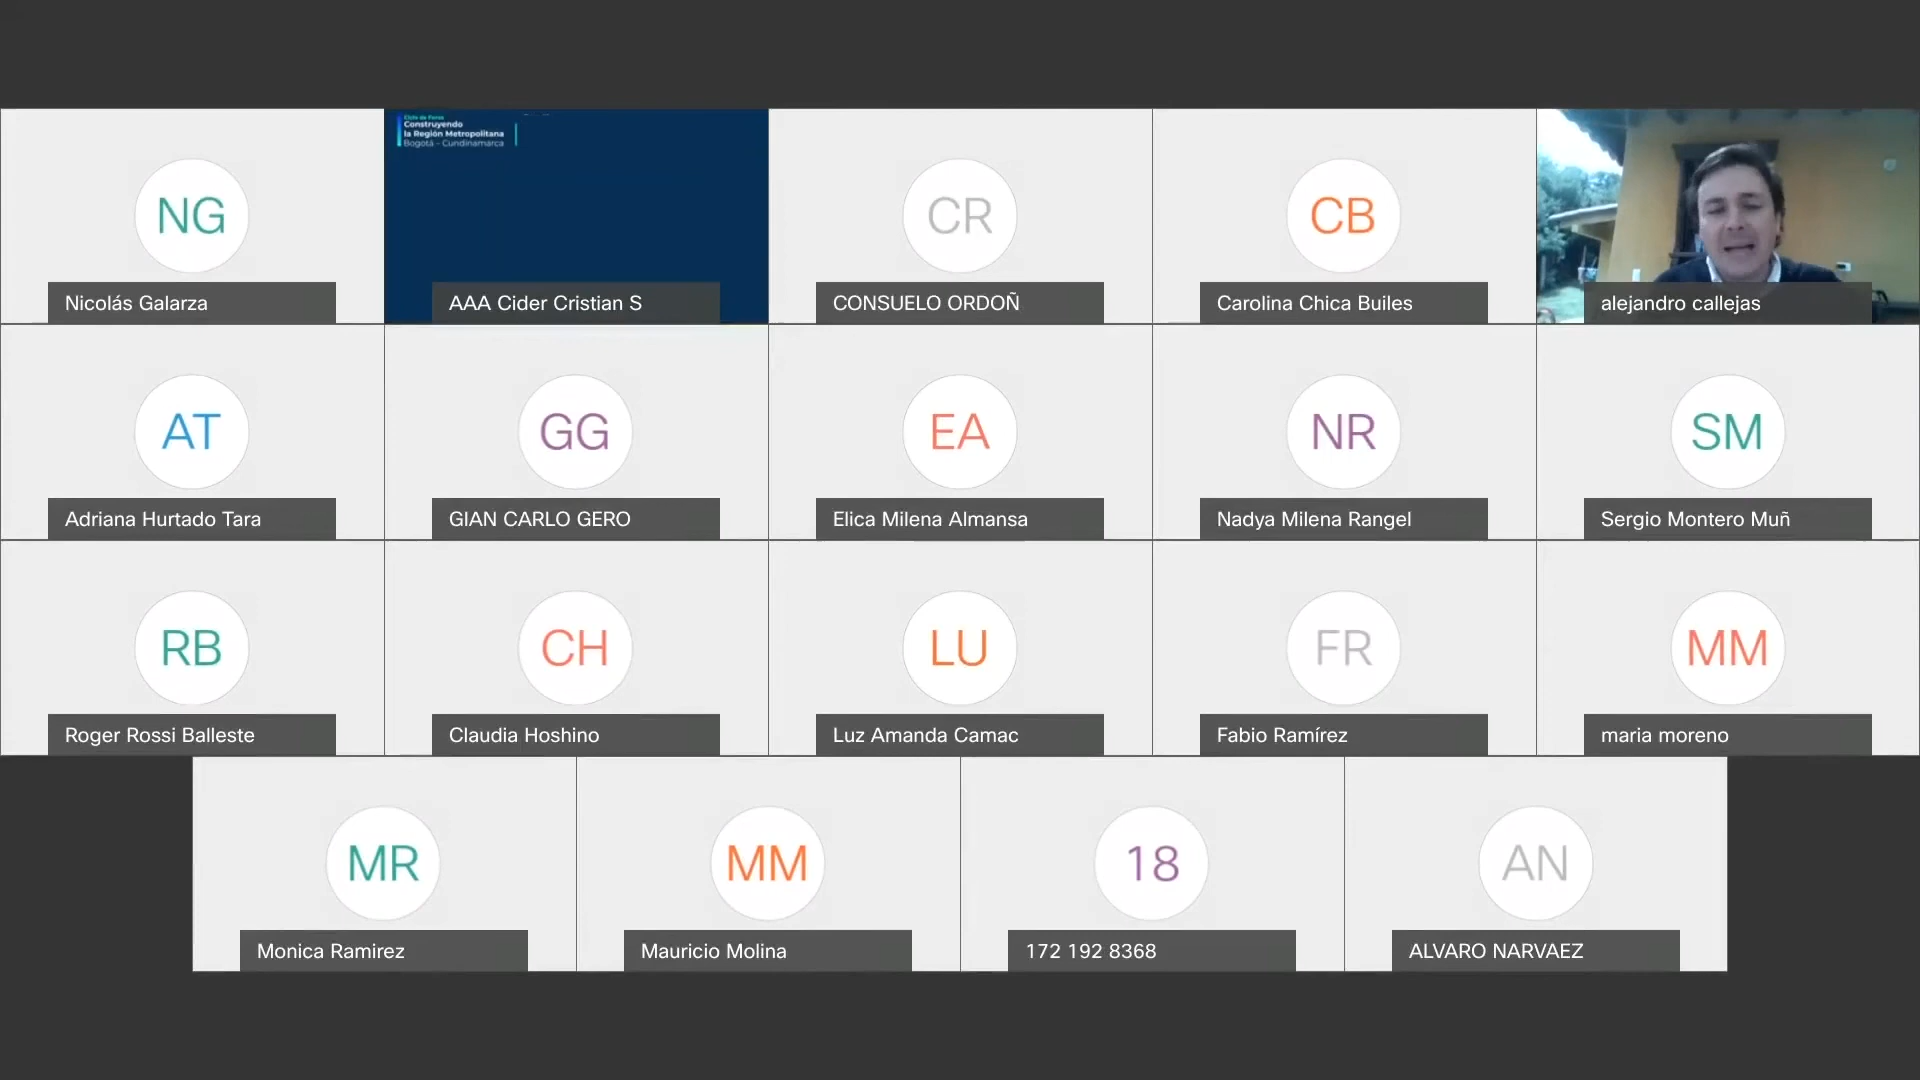 NG
Nicolás Galarza
Ciclo de Foros
Construyendo
la Región Metropolitana
Bogotá - Cundinamarca
AAA Cider Cristian S
CR
CONSUELO ORDOÑ
CB
Carolina Chica Builes
alejandro callejas
AT
Adriana Hurtado Tara
GG
GIAN CARLO GERO
EA
Elica Milena Almansa
NR
Nadya Milena Rangel
SM
Sergio Montero Muñ
RB
Roger Rossi Balleste
CH
Claudia Hoshino
LU
Luz Amanda Camac
FR
Fabio Ramírez
MM
maria moreno
MR
Monica Ramirez
MM
Mauricio Molina
18
172 192 8368
AN
ALVARO NARVAEZ